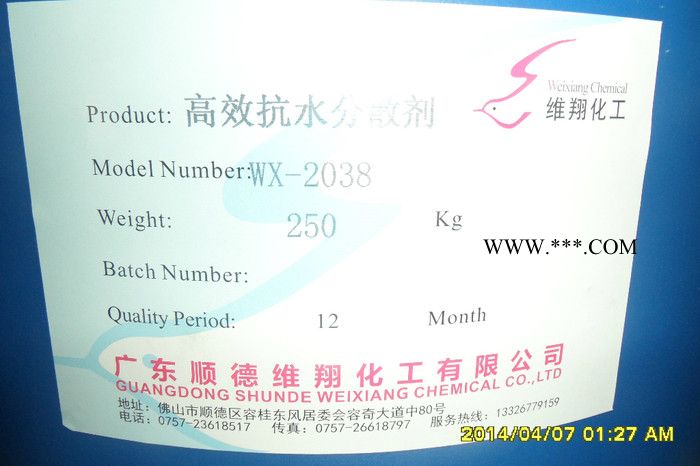 Weixiang Chemical
维翔化工
Product: 高效抗水分散剂
Model Number: WX-2038
Weight: 250 Kg
WWW.***.COM
Batch Number:
Quality Period: 12 Month
广东顺德维翔化工有限公司
GUANGDONG SHUNDE WEIXIANG CHEMICAL CO.,LTD
地址: 佛山市顺德区容桂东风居委会容奇大道中80号
电话: 0757-23618517 传真: 0757-26618797 服务热线: 13326779159
2014/04/07 01:27 AM